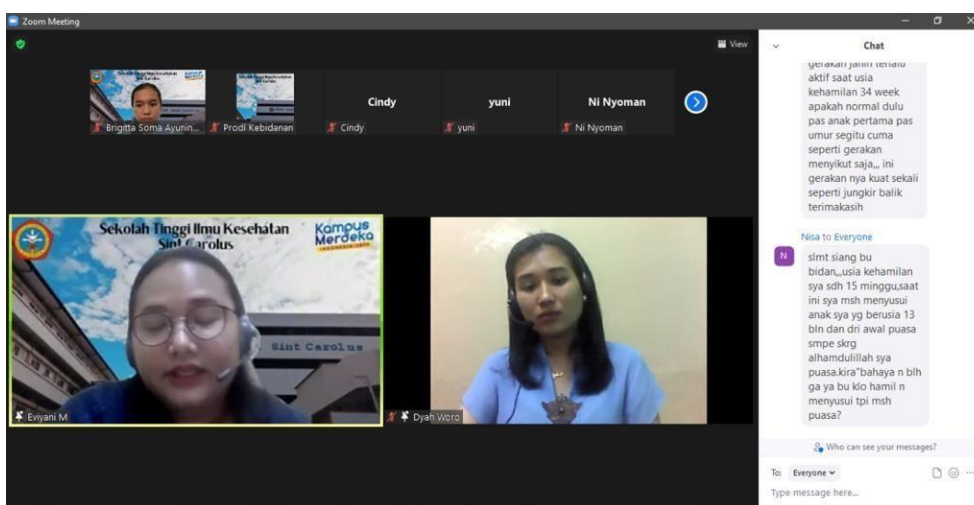 Zoom Meeting
View
Cindy
yuni
Ni Nyoman
Brigitta Soma Ayunin...
Prodi Kebidanan
Cindy
yuni
Ni Nyoman
Sekolah Tinggi Ilmu Kesehatan
Sint Carolus
Kampus
Merdeka
INDONESIA JAYA
Sint Carolus
Eviyani M
Dyah Woro
Chat
gerakan janin terlalu
aktif saat usia
kehamilan 34 week
apakah normal dulu
pas anak pertama pas
umur segitu cuma
seperti gerakan
menyikut saja,,, ini
gerakan nya kuat sekali
seperti jungkir balik
terimakasih
Nisa to Everyone
N
slmt siang bu
bidan,,,usia kehamilan
sya sdh 15 minggu,saat
ini sya msh menyusui
anak sya yg berusia 13
bln dan dri awal puasa
smpe skrg
alhamdulillah sya
puasa.kira"bahaya n blh
ga ya bu klo hamil n
menyusui tpi msh
puasa?
Who can see your messages?
To: Everyone
Type message here...